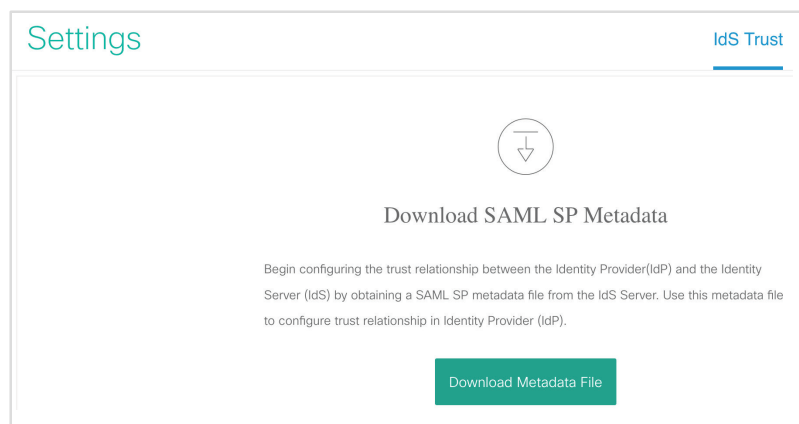 Settings
IdS Trust
Download SAML SP Metadata
Begin configuring the trust relationship between the Identity Provider(IdP) and the Identity
Server (IdS) by obtaining a SAML SP metadata file from the IdS Server. Use this metadata file
to configure trust relationship in Identity Provider (IdP).
Download Metadata File